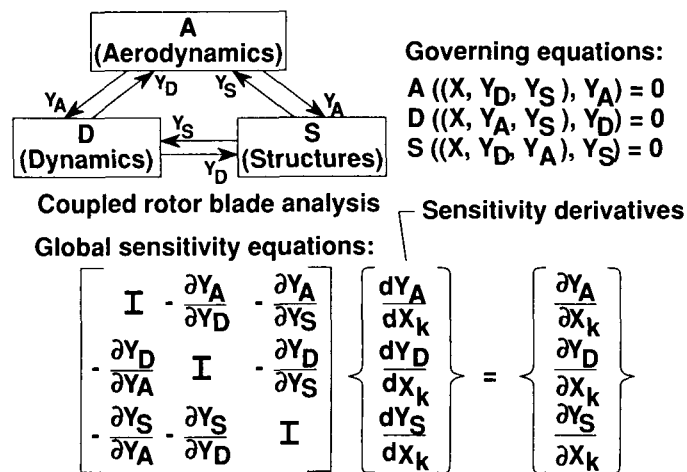 A
(Aerodynamics)
Y_A Y_D Y_S Y_A
D
(Dynamics)
Y_S
Y_D
S
(Structures)
Governing equations:
A ((X, Y_D, Y_S), Y_A) = 0
D ((X, Y_A, Y_S), Y_D) = 0
S ((X, Y_D, Y_A), Y_S) = 0
Coupled rotor blade analysis
Sensitivity derivatives
Global sensitivity equations:
I - ∂Y_A/∂Y_D - ∂Y_A/∂Y_S dY_A/dX_k ∂Y_A/∂X_k
- ∂Y_D/∂Y_A I - ∂Y_D/∂Y_S dY_D/dX_k = ∂Y_D/∂X_k
- ∂Y_S/∂Y_A - ∂Y_S/∂Y_D I dY_S/dX_k ∂Y_S/∂X_k